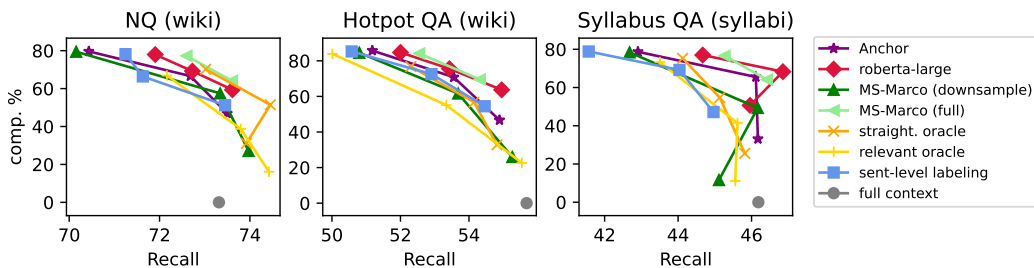 NQ (wiki)
Hotpot QA (wiki)
Syllabus QA (syllabi)
comp. %
80
60
40
20
0
70
72
74
Recall
80
60
40
20
0
50
52
54
Recall
80
60
40
20
0
42
44
46
Recall
Anchor
roberta-large
MS-Marco (downsample)
MS-Marco (full)
straight. oracle
relevant oracle
sent-level labeling
full context